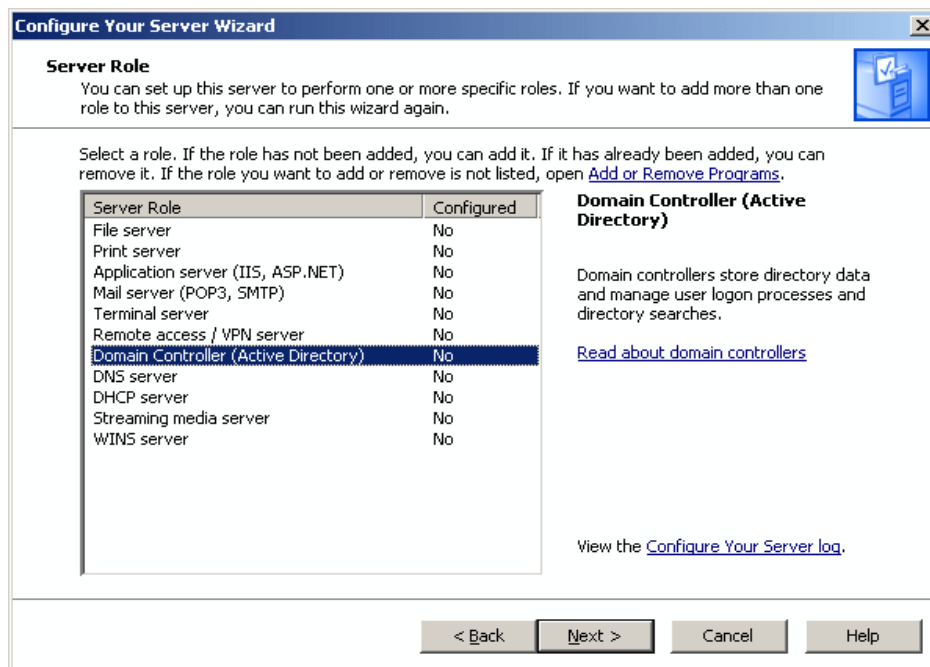 Configure Your Server Wizard
Server Role
You can set up this server to perform one or more specific roles. If you want to add more than one
role to this server, you can run this wizard again.
Select a role. If the role has not been added, you can add it. If it has already been added, you can
remove it. If the role you want to add or remove is not listed, open Add or Remove Programs.
Server Role Configured
File server No
Print server No
Application server (IIS, ASP.NET) No
Mail server (POP3, SMTP) No
Terminal server No
Remote access / VPN server No
Domain Controller (Active Directory) No
DNS server No
DHCP server No
Streaming media server No
WINS server No
Domain Controller (Active
Directory)
Domain controllers store directory data
and manage user logon processes and
directory searches.
Read about domain controllers
View the Configure Your Server log.
< Back Next > Cancel Help